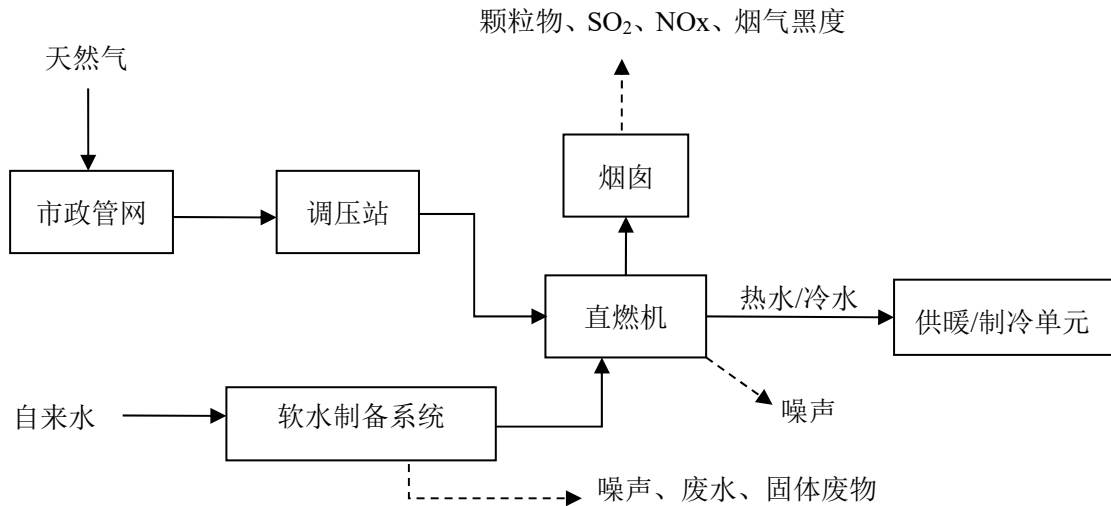 颗粒物、SO₂、NOx、烟气黑度
天然气
烟囱
市政管网
调压站
直燃机
热水/冷水
供暖/制冷单元
自来水
软水制备系统
噪声
噪声、废水、固体废物